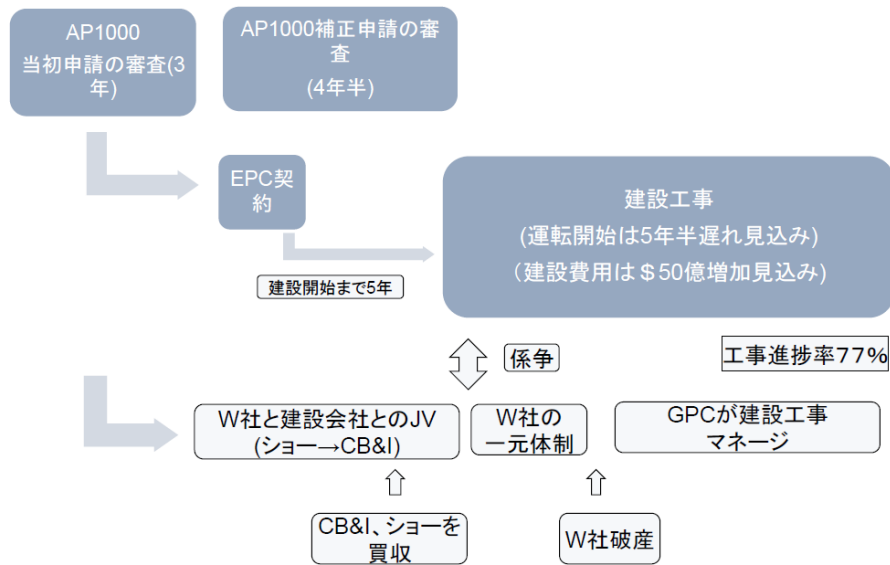 AP1000
当初申請の審査(3
年)
AP1000補正申請の審
査
(4年半)
EPC契
約
建設工事
(運転開始は5年半遅れ見込み)
（建設費用は＄50億増加見込み)
建設開始まで5年
係争
工事進捗率７７％
W社と建設会社とのJV
(ショー→CB&I)
W社の
一元体制
GPCが建設工事
マネージ
CB&I、ショーを
買収
W社破産